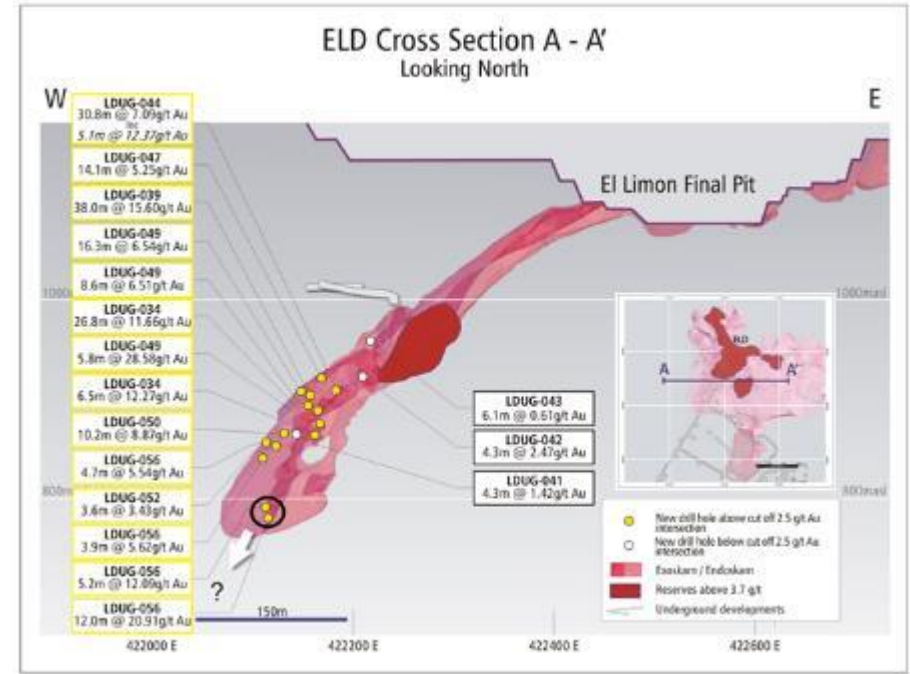 ELD Cross Section A - A'
Looking North
W
E
LDUG-044
30.8m @ 7.09g/t Au
Inc
5.1m @ 12.37g/t Au
LDUG-047
14.1m @ 5.25g/t Au
LDUG-039
38.0m @ 15.60g/t Au
LDUG-049
16.3m @ 6.54g/t Au
LDUG-049
8.6m @ 6.51g/t Au
LDUG-034
26.8m @ 11.66g/t Au
LDUG-049
5.8m @ 28.58g/t Au
LDUG-034
6.5m @ 12.27g/t Au
LDUG-050
10.2m @ 8.87g/t Au
LDUG-056
4.7m @ 5.54g/t Au
LDUG-052
3.6m @ 3.43g/t Au
LDUG-056
3.9m @ 5.62g/t Au
LDUG-056
5.2m @ 12.09g/t Au
LDUG-056
12.0m @ 20.91g/t Au
El Limon Final Pit
1000masl
800masl
LDUG-043
6.1m @ 0.61g/t Au
LDUG-042
4.3m @ 2.47g/t Au
LDUG-041
4.3m @ 1.42g/t Au
A
A'
New drill hole above cut off 2.5 g/t Au
intersection
New drill hole below cut off 2.5 g/t Au
intersection
Exoskarn / Endoskarn
Reserves above 3.7 g/t
Underground developments
?
150m
422000 E
422200 E
422400 E
422600 E